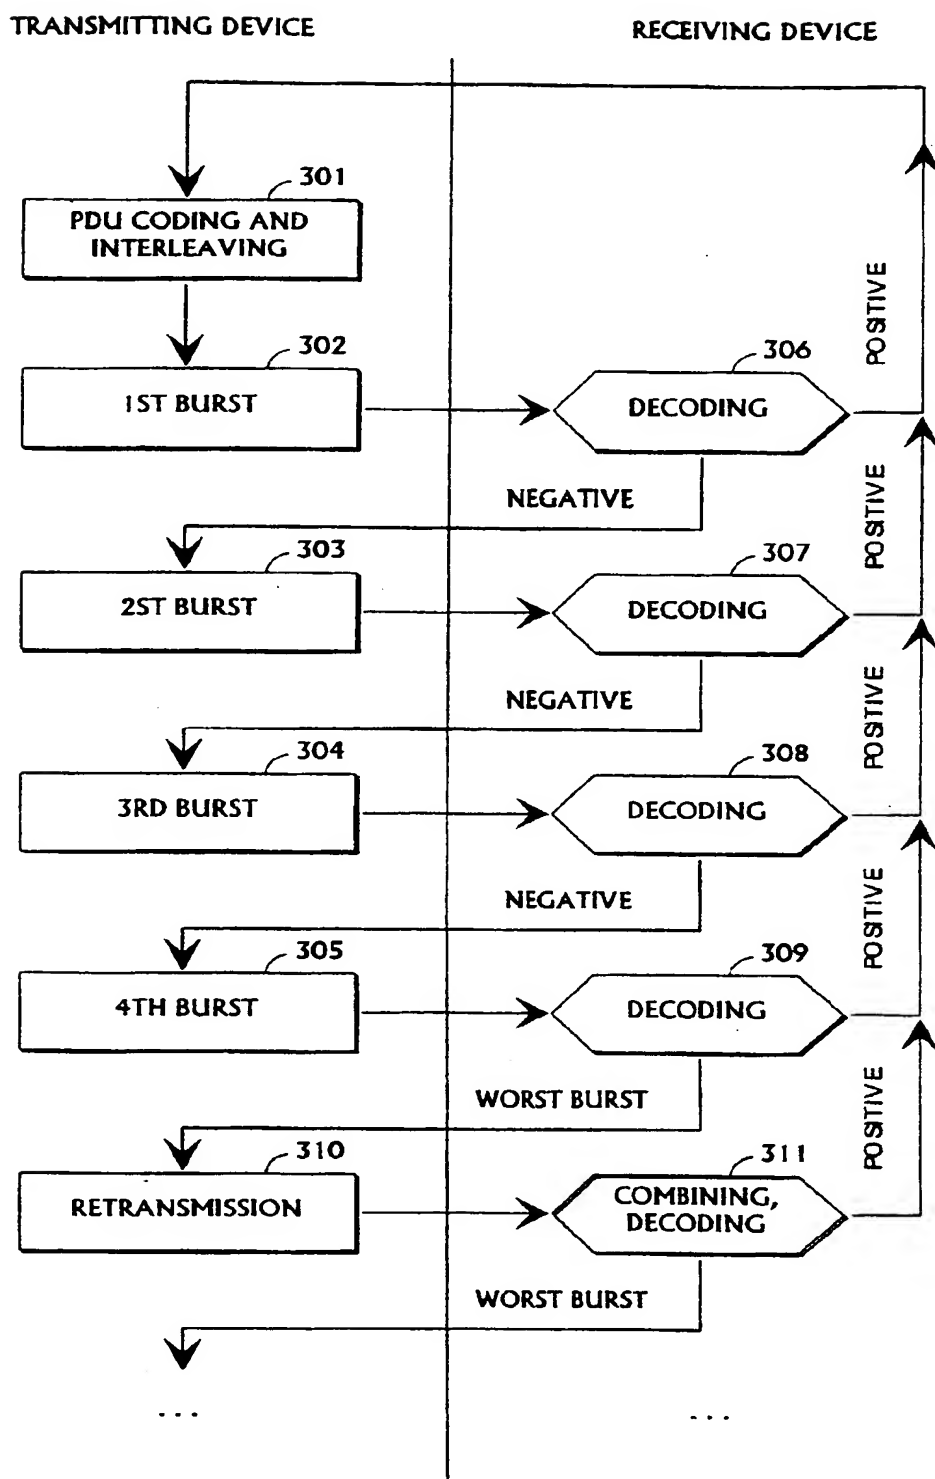 TRANSMITTING DEVICE
RECEIVING DEVICE
301
PDU CODING AND
INTERLEAVING
POSITIVE
302
1ST BURST
306
DECODING
NEGATIVE
POSITIVE
303
2ST BURST
307
DECODING
NEGATIVE
POSITIVE
304
3RD BURST
308
DECODING
NEGATIVE
POSITIVE
305
4TH BURST
309
DECODING
WORST BURST
POSITIVE
310
RETRANSMISSION
311
COMBINING,
DECODING
WORST BURST
...
...